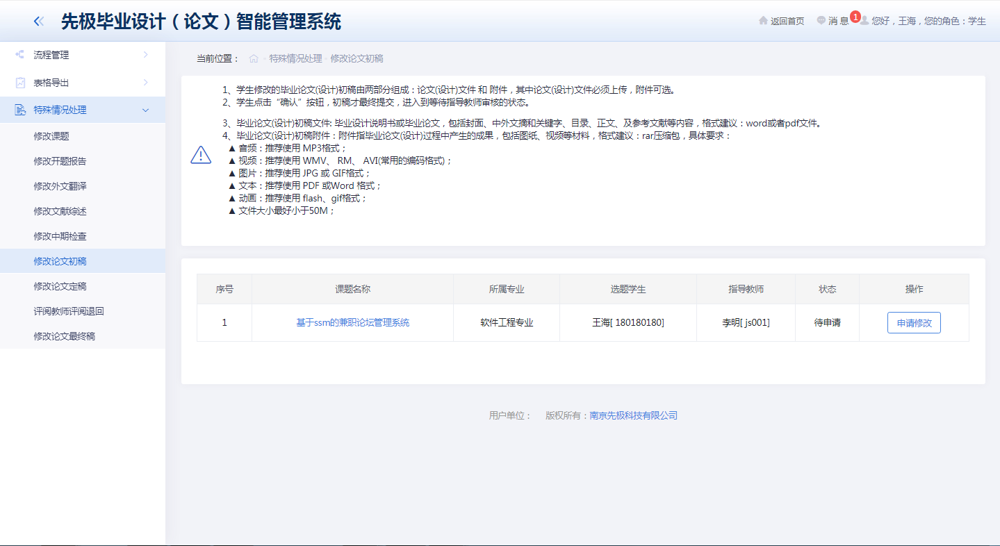 先极毕业设计（论文）智能管理系统
返回首页 消息 1 您好，王海，您的角色：学生
流程管理
表格导出
特殊情况处理
修改课题
修改开题报告
修改外文翻译
修改文献综述
修改中期检查
修改论文初稿
修改论文定稿
评阅教师评阅退回
修改论文最终稿
当前位置： 特殊情况处理 修改论文初稿
1、学生修改的毕业论文(设计)初稿由两部分组成：论文(设计)文件 和 附件，其中论文(设计)文件必须上传，附件可选。
2、学生点击“确认”按钮，初稿才最终提交，进入到等待指导教师审核的状态。
3、毕业论文(设计)初稿文件: 毕业设计说明书或毕业论文，包括封面、中外文摘和关键字、目录、正文、及参考文献等内容，格式建议：word或者pdf文件。
4、毕业论文(设计)初稿附件：附件指毕业论文(设计)过程中产生的成果，包括图纸、视频等材料，格式建议：rar压缩包，具体要求：
▲ 音频：推荐使用 MP3格式；
▲ 视频：推荐使用 WMV、 RM、 AVI(常用的编码格式)；
▲ 图片：推荐使用 JPG 或 GIF格式；
▲ 文本：推荐使用 PDF 或Word 格式；
▲ 动画：推荐使用 flash、gif格式；
▲ 文件大小最好小于50M；
序号 课题名称 所属专业 选题学生 指导教师 状态 操作
1 基于ssm的兼职论坛管理系统 软件工程专业 王海[ 180180180] 李明[ js001] 待申请 申请修改
用户单位： 版权所有：南京先极科技有限公司